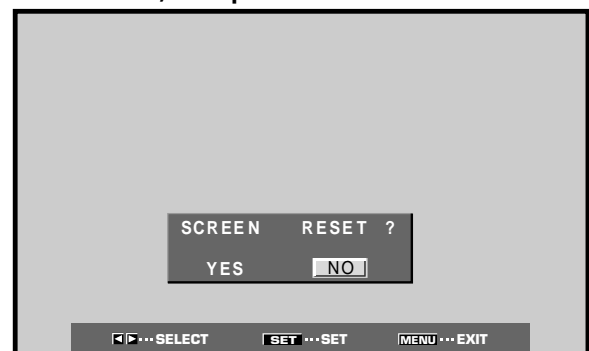 SCREEN RESET ?
YES NO
◀ ▶ ··· SELECT SET ··· SET MENU ··· EXIT